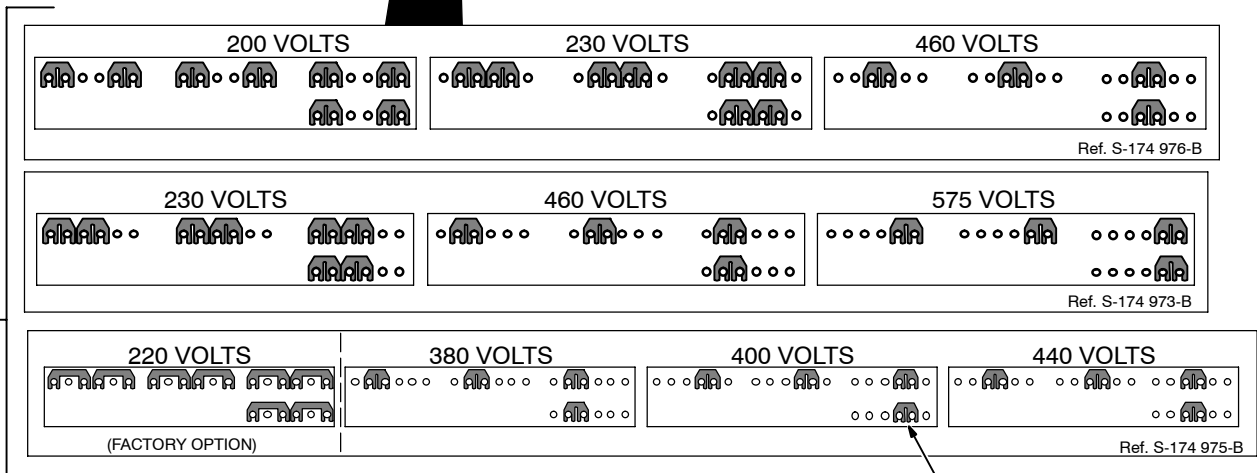 200 VOLTS 230 VOLTS 460 VOLTS
Ref. S-174 976-B
230 VOLTS 460 VOLTS 575 VOLTS
Ref. S-174 973-B
220 VOLTS 380 VOLTS 400 VOLTS 440 VOLTS
(FACTORY OPTION)
Ref. S-174 975-B